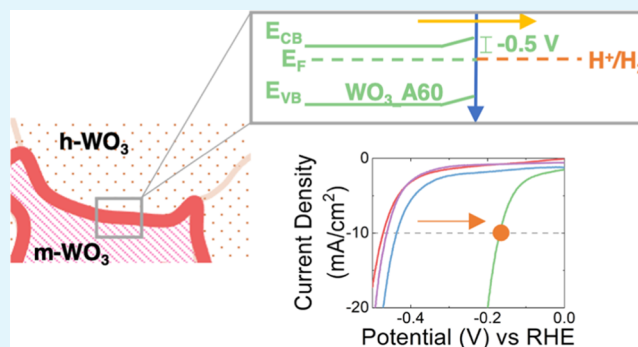 E_CB
-0.5 V
E_F
H⁺/H₂
E_VB
WO₃_A60
h-WO₃
m-WO₃
Current Density
(mA/cm²)
0
-10
-20
-0.4
-0.2
0.0
Potential (V) vs RHE